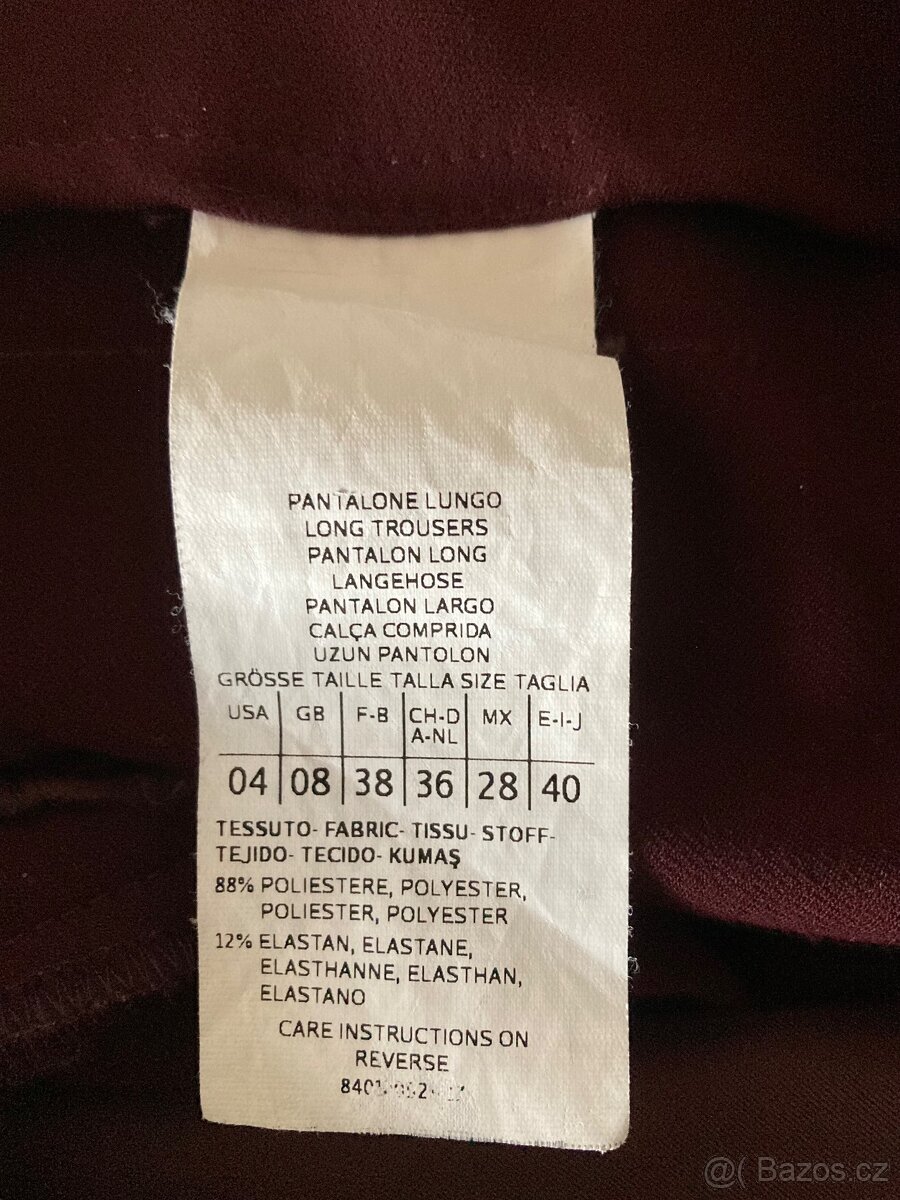 PANTALONE LUNGO
LONG TROUSERS
PANTALON LONG
LANGEHOSE
PANTALON LARGO
CALÇA COMPRIDA
UZUN PANTOLON
GRÖSSE TAILLE TALLA SIZE TAGLIA
USA GB F-B CH-D A-NL MX E-I-J
04 08 38 36 28 40
TESSUTO- FABRIC- TISSU- STOFF-
TEJIDO- TECIDO- KUMAŞ
88% POLIESTERE, POLYESTER,
POLIESTER, POLYESTER
12% ELASTAN, ELASTANE,
ELASTHANNE, ELASTHAN,
ELASTANO
CARE INSTRUCTIONS ON
REVERSE
@( Bazos.cz